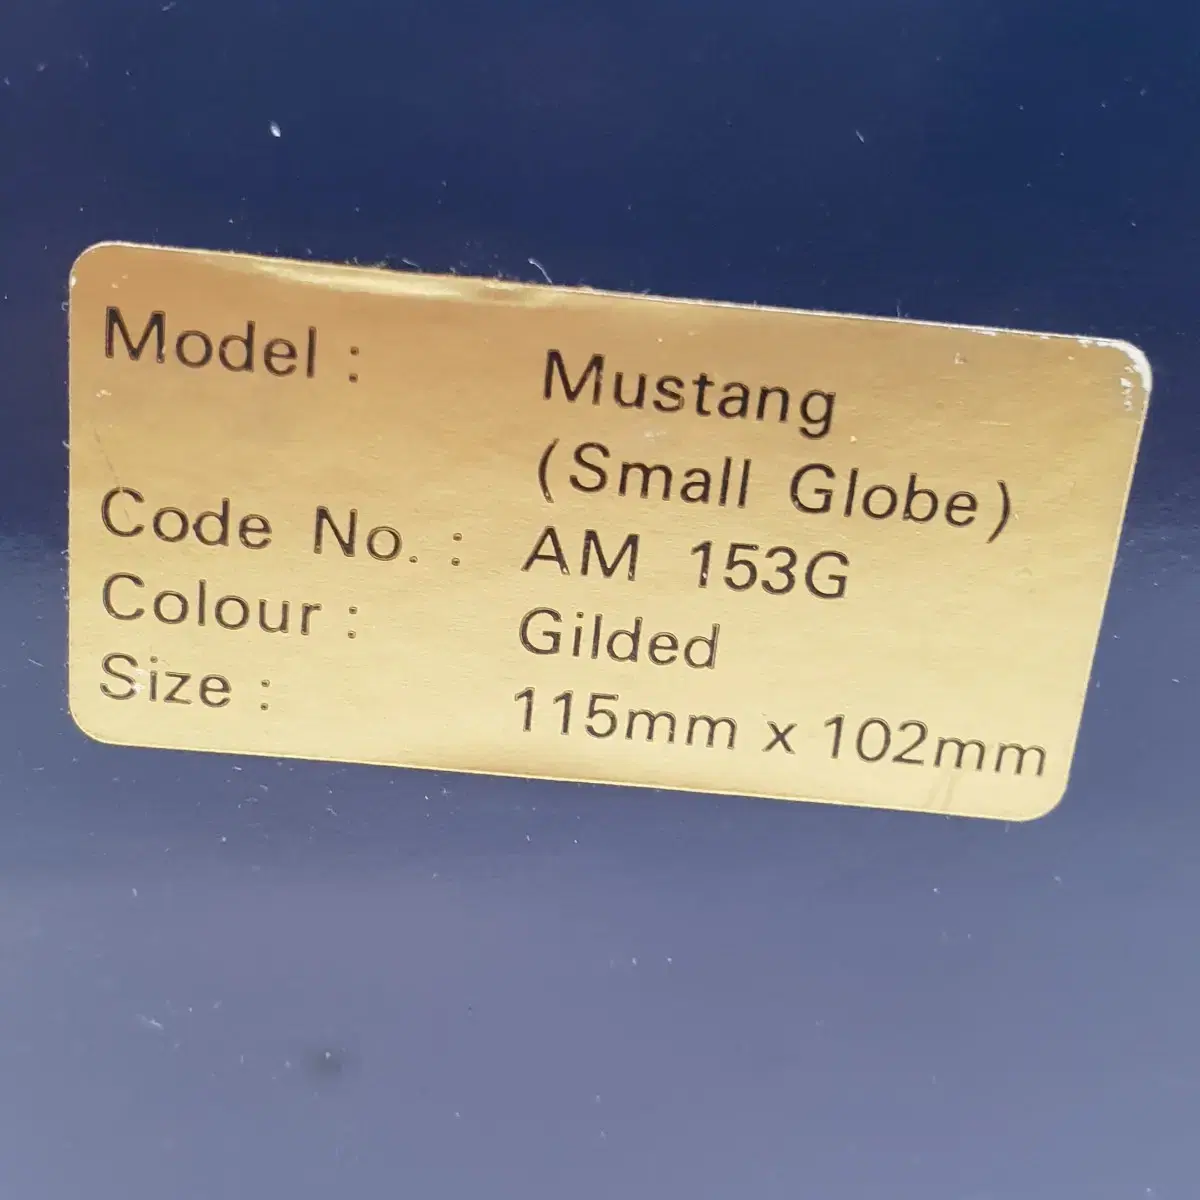 Model : Mustang
(Small Globe)
Code No. : AM 153G
Colour : Gilded
Size : 115mm x 102mm